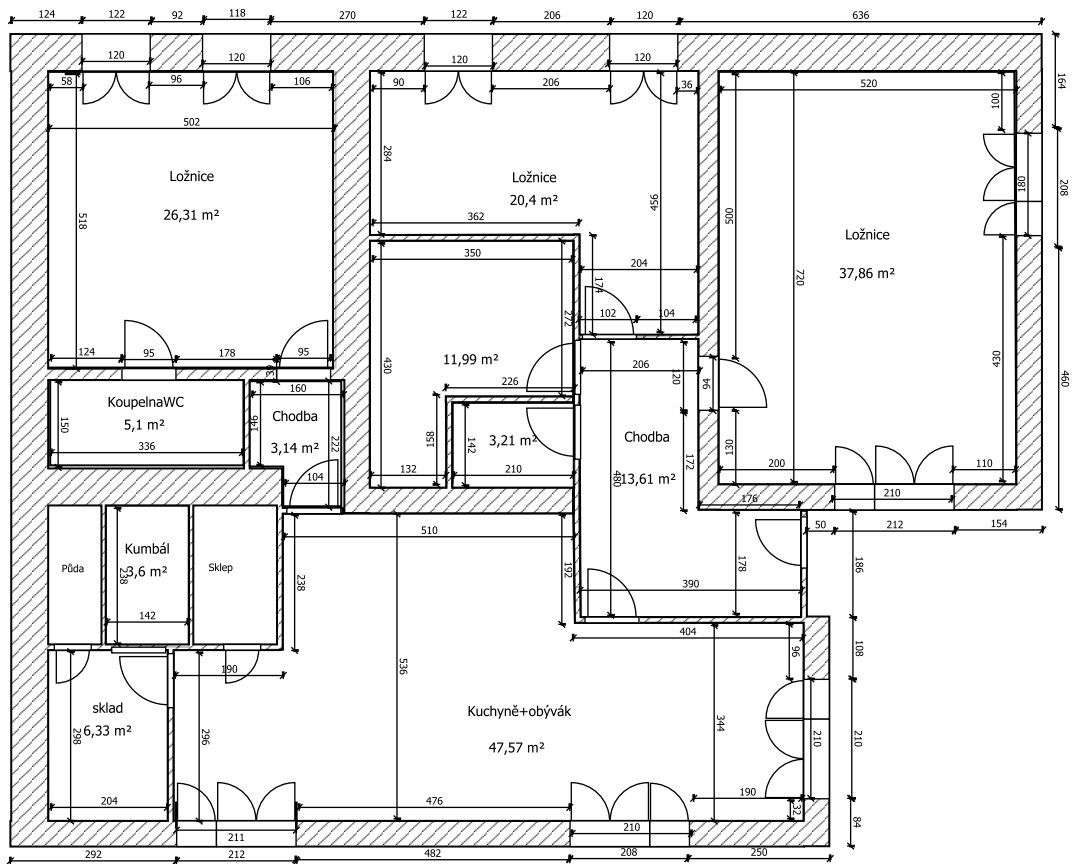 124 122 92 118 270 122 206 120 636
120 120 120 120
58 96 106 90 206 36 520
164
100
502
208
180
284
Ložnice
26,31 m²
Ložnice
20,4 m²
456
518
362
500
Ložnice
37,86 m²
720
350
174
204
272
102 104
430
124 95 178 95
39
11,99 m²
226
206
120
94
460
430
KoupelnaWC
5,1 m²
150
336
146
160
Chodba
3,14 m²
222
104
158
142
3,21 m²
132
210
Chodba
13,61 m²
480
172
130
200
110
210
176
50 212 154
510
192
178
186
390
238
Půda
Kumbál
3,6 m²
238
142
Sklep
404
96
108
190
536
sklad
6,33 m²
298
296
Kuchyně+obývák
47,57 m²
344
210
210
204
476
190
32
84
211
210
292 212 482 208 250